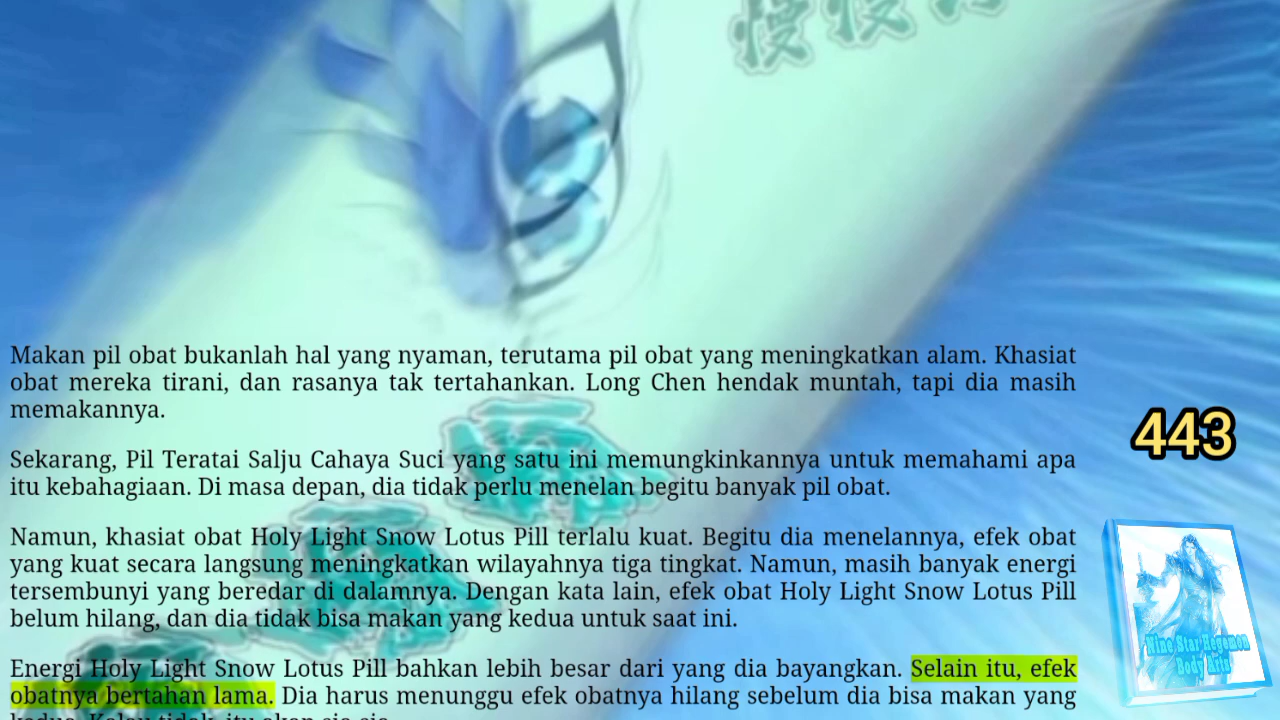 Makan pil obat bukanlah hal yang nyaman, terutama pil obat yang meningkatkan alam. Khasiat
obat mereka tirani, dan rasanya tak tertahankan. Long Chen hendak muntah, tapi dia masih
memakannya.
Sekarang, Pil Teratai Salju Cahaya Suci yang satu ini memungkinkannya untuk memahami apa
itu kebahagiaan. Di masa depan, dia tidak perlu menelan begitu banyak pil obat.
Namun, khasiat obat Holy Light Snow Lotus Pill terlalu kuat. Begitu dia menelannya, efek obat
yang kuat secara langsung meningkatkan wilayahnya tiga tingkat. Namun, masih banyak energi
tersembunyi yang beredar di dalamnya. Dengan kata lain, efek obat Holy Light Snow Lotus Pill
belum hilang, dan dia tidak bisa makan yang kedua untuk saat ini.
Energi Holy Light Snow Lotus Pill bahkan lebih besar dari yang dia bayangkan. Selain itu, efek
obatnya bertahan lama. Dia harus menunggu efek obatnya hilang sebelum dia bisa makan yang
443
Nine Star Hegemon
Body Arts